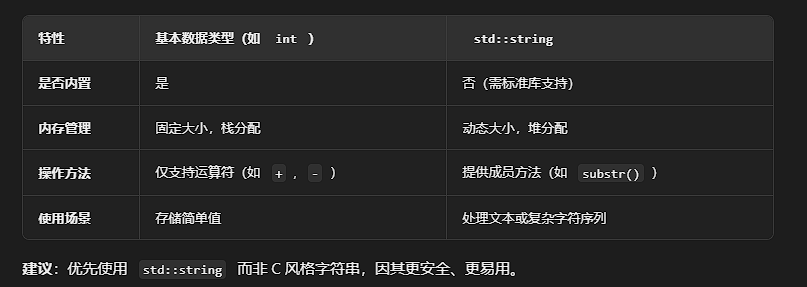 特性 基本数据类型（如 int ） std::string
是否内置 是 否（需标准库支持）
内存管理 固定大小，栈分配 动态大小，堆分配
操作方法 仅支持运算符（如 + ，- ） 提供成员方法（如 substr() ）
使用场景 存储简单值 处理文本或复杂字符序列
建议：优先使用 std::string 而非 C 风格字符串，因其更安全、更易用。